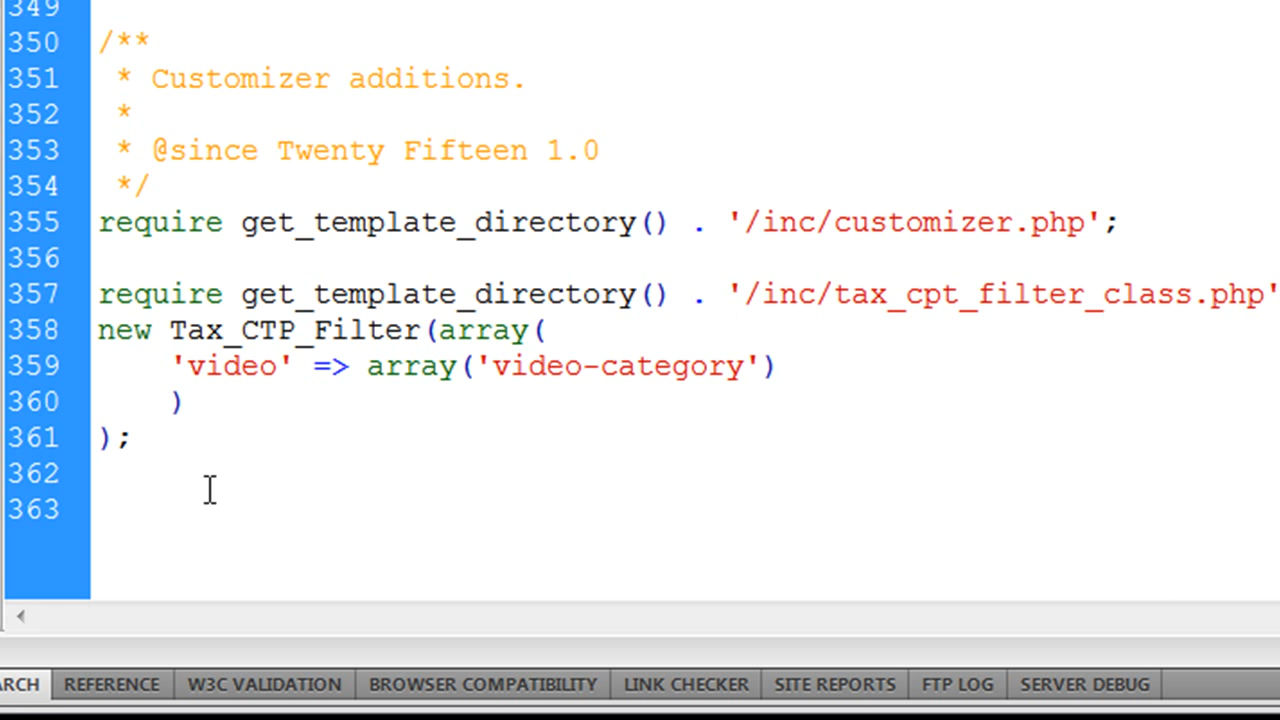 349
350 /**
351  * Customizer additions.
352  *
353  * @since Twenty Fifteen 1.0
354  */
355 require get_template_directory() . '/inc/customizer.php';
356
357 require get_template_directory() . '/inc/tax_cpt_filter_class.php'
358 new Tax_CTP_Filter(array(
359     'video' => array('video-category')
360     )
361 );
362
363
ARCH REFERENCE W3C VALIDATION BROWSER COMPATIBILITY LINK CHECKER SITE REPORTS FTP LOG SERVER DEBUG